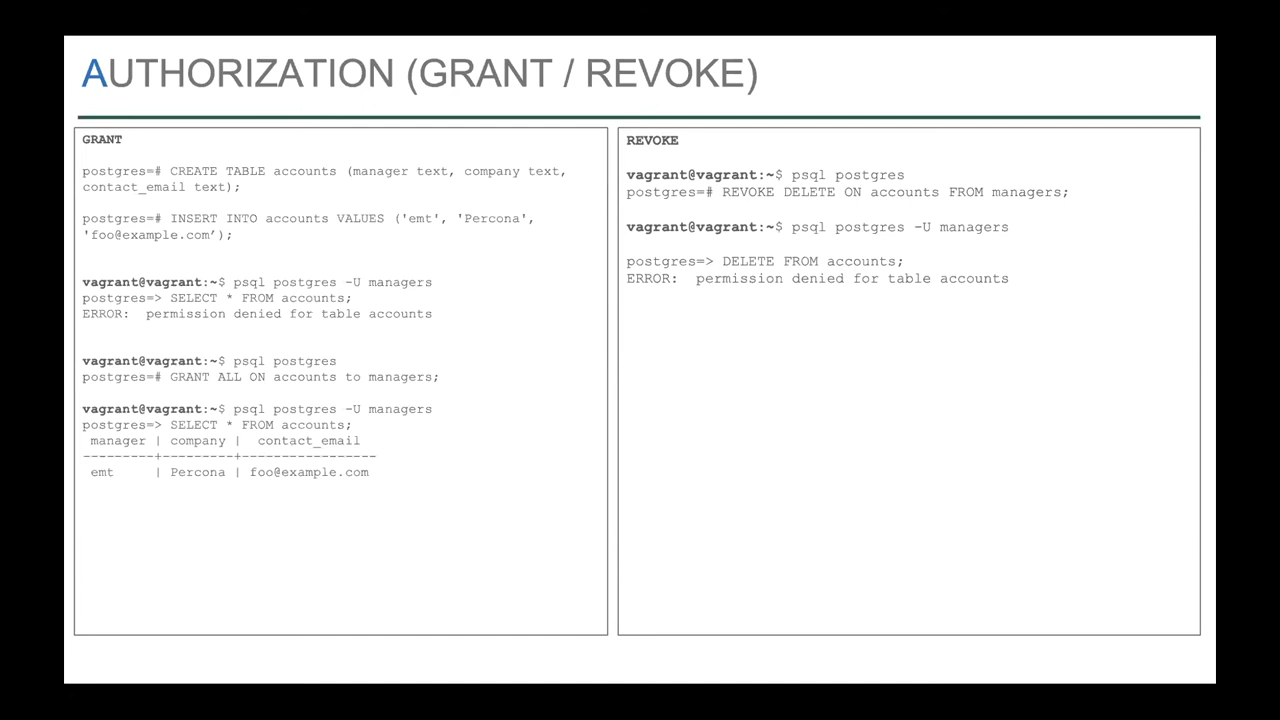 AUTHORIZATION (GRANT / REVOKE)
GRANT
postgres=# CREATE TABLE accounts (manager text, company text,
contact_email text);
postgres=# INSERT INTO accounts VALUES ('emt', 'Percona',
'foo@example.com’);
vagrant@vagrant:~$ psql postgres -U managers
postgres=> SELECT * FROM accounts;
ERROR:  permission denied for table accounts
vagrant@vagrant:~$ psql postgres
postgres=# GRANT ALL ON accounts to managers;
vagrant@vagrant:~$ psql postgres -U managers
postgres=> SELECT * FROM accounts;
 manager | company |  contact_email
---------+---------+-----------------
 emt     | Percona | foo@example.com
REVOKE
vagrant@vagrant:~$ psql postgres
postgres=# REVOKE DELETE ON accounts FROM managers;
vagrant@vagrant:~$ psql postgres -U managers
postgres=> DELETE FROM accounts;
ERROR:  permission denied for table accounts